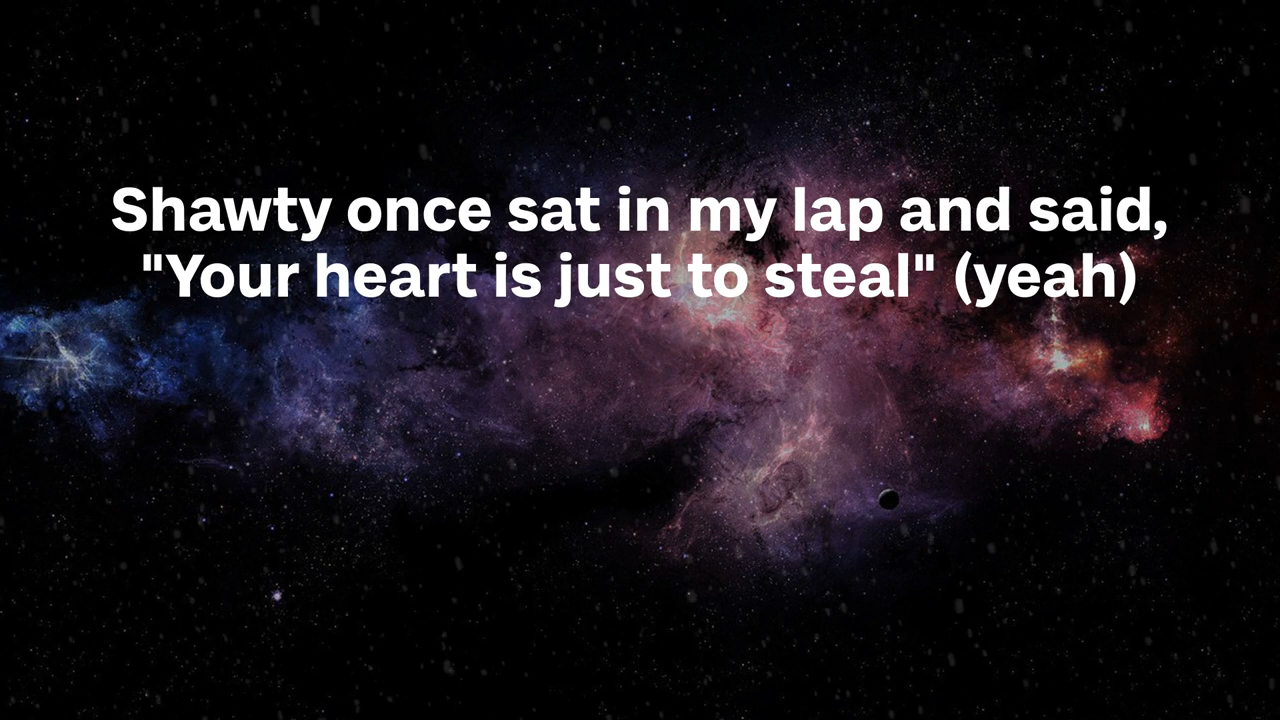 Shawty once sat in my lap and said,
"Your heart is just to steal" (yeah)